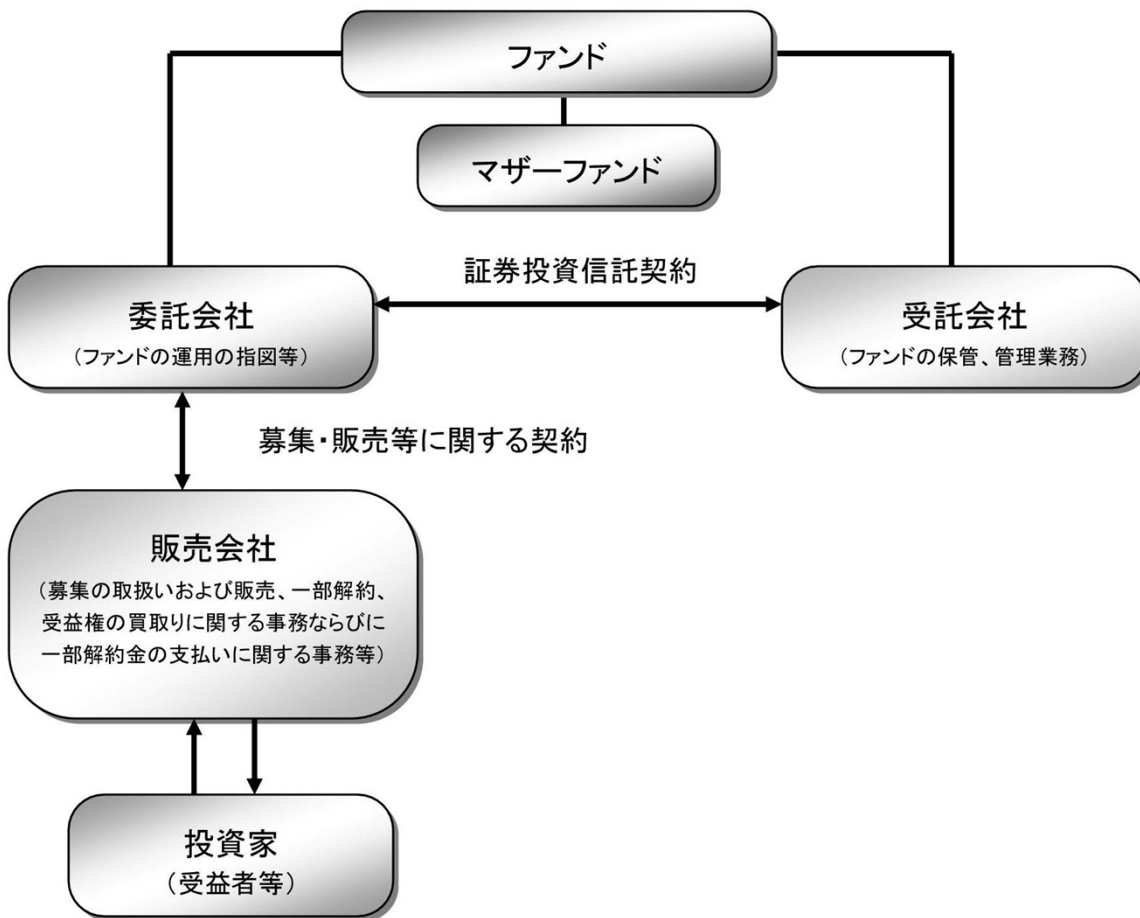 ファンド
マザーファンド
証券投資信託契約
委託会社
(ファンドの運用の指図等)
受託会社
(ファンドの保管、管理業務)
募集・販売等に関する契約
販売会社
(募集の取扱いおよび販売、一部解約、
受益権の買取りに関する事務ならびに
一部解約金の支払いに関する事務等)
投資家
(受益者等)